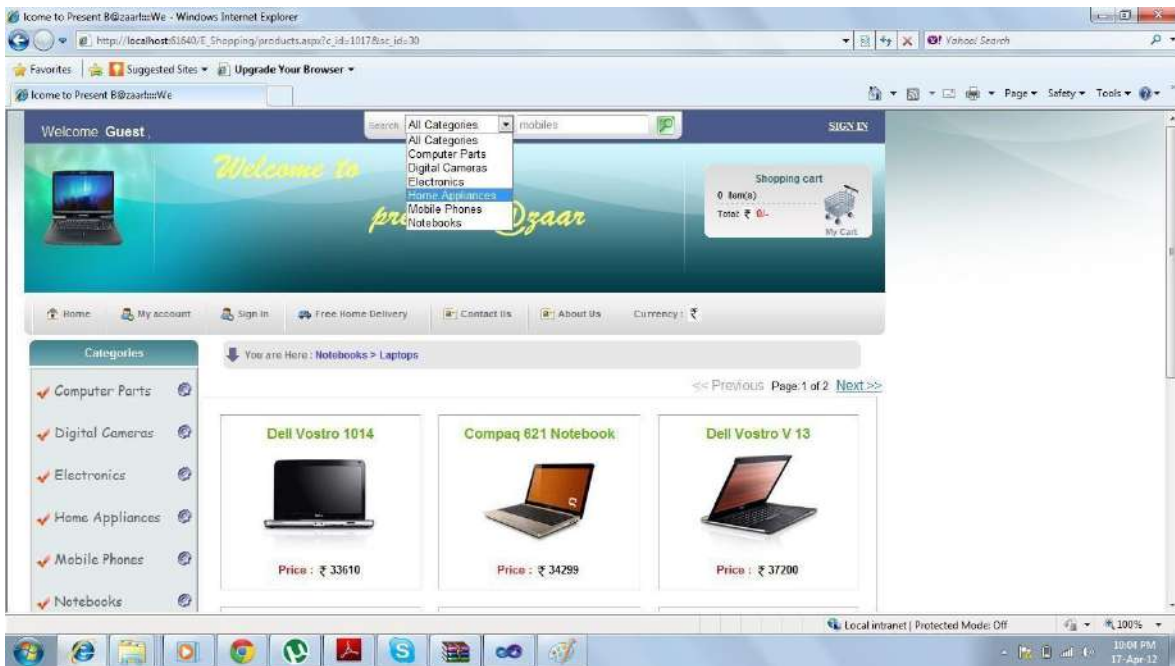 lcome to Present B@zaar!:::We - Windows Internet Explorer
http://localhost:61640/E_Shopping/products.aspx?c_id=1017&sc_id=30
Yahoo! Search
Favorites
Suggested Sites
Upgrade Your Browser
lcome to Present B@zaar!:::We
Page
Safety
Tools
Welcome Guest,
Search
All Categories
mobiles
SIGN IN
All Categories
Computer Parts
Digital Cameras
Electronics
Home Appliances
Mobile Phones
Notebooks
Welcome to
pre
@zaar
Shopping cart
0 item(s)
Total: ₹ 0/-
My Cart
Home
My account
Sign in
Free Home Delivery
Contact Us
About Us
Currency : ₹
Categories
You are Here : Notebooks > Laptops
<< Previous Page:1 of 2 Next >>
Computer Parts
Digital Cameras
Electronics
Home Appliances
Mobile Phones
Notebooks
Dell Vostro 1014
Compaq 621 Notebook
Dell Vostro V 13
Price : ₹ 33610
Price : ₹ 34299
Price : ₹ 37200
Local intranet | Protected Mode: Off
100%
10:04 PM
17-Apr-12